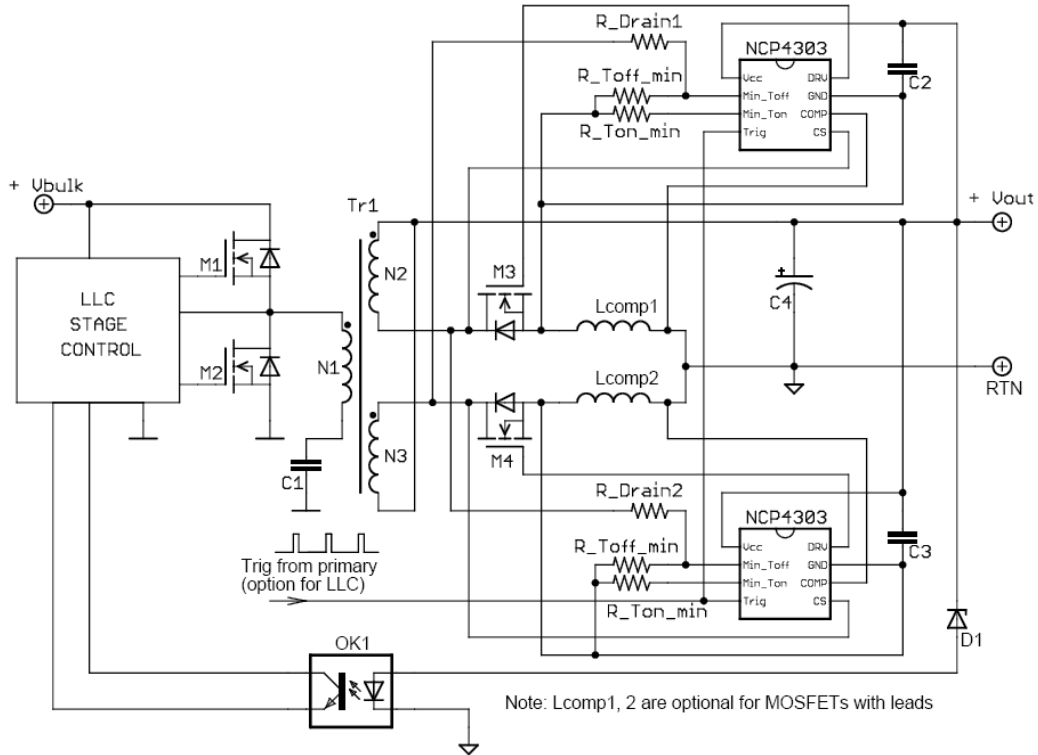 R_Drain1
NCP4303
Vcc
DRV
Min_Toff
GND
Min_Ton
COMP
Trig
CS
C2
R_Toff_min
R_Ton_min
+ Vbulk
+ Vout
Tr1
M1
M3
N2
LLC
STAGE
CONTROL
Lcomp1
+
C4
M2
N1
Lcomp2
RTN
C1
N3
M4
R_Drain2
NCP4303
Vcc
DRV
Min_Toff
GND
Min_Ton
COMP
Trig
CS
C3
R_Toff_min
R_Ton_min
Trig from primary
(option for LLC)
D1
OK1
Note: Lcomp1, 2 are optional for MOSFETs with leads